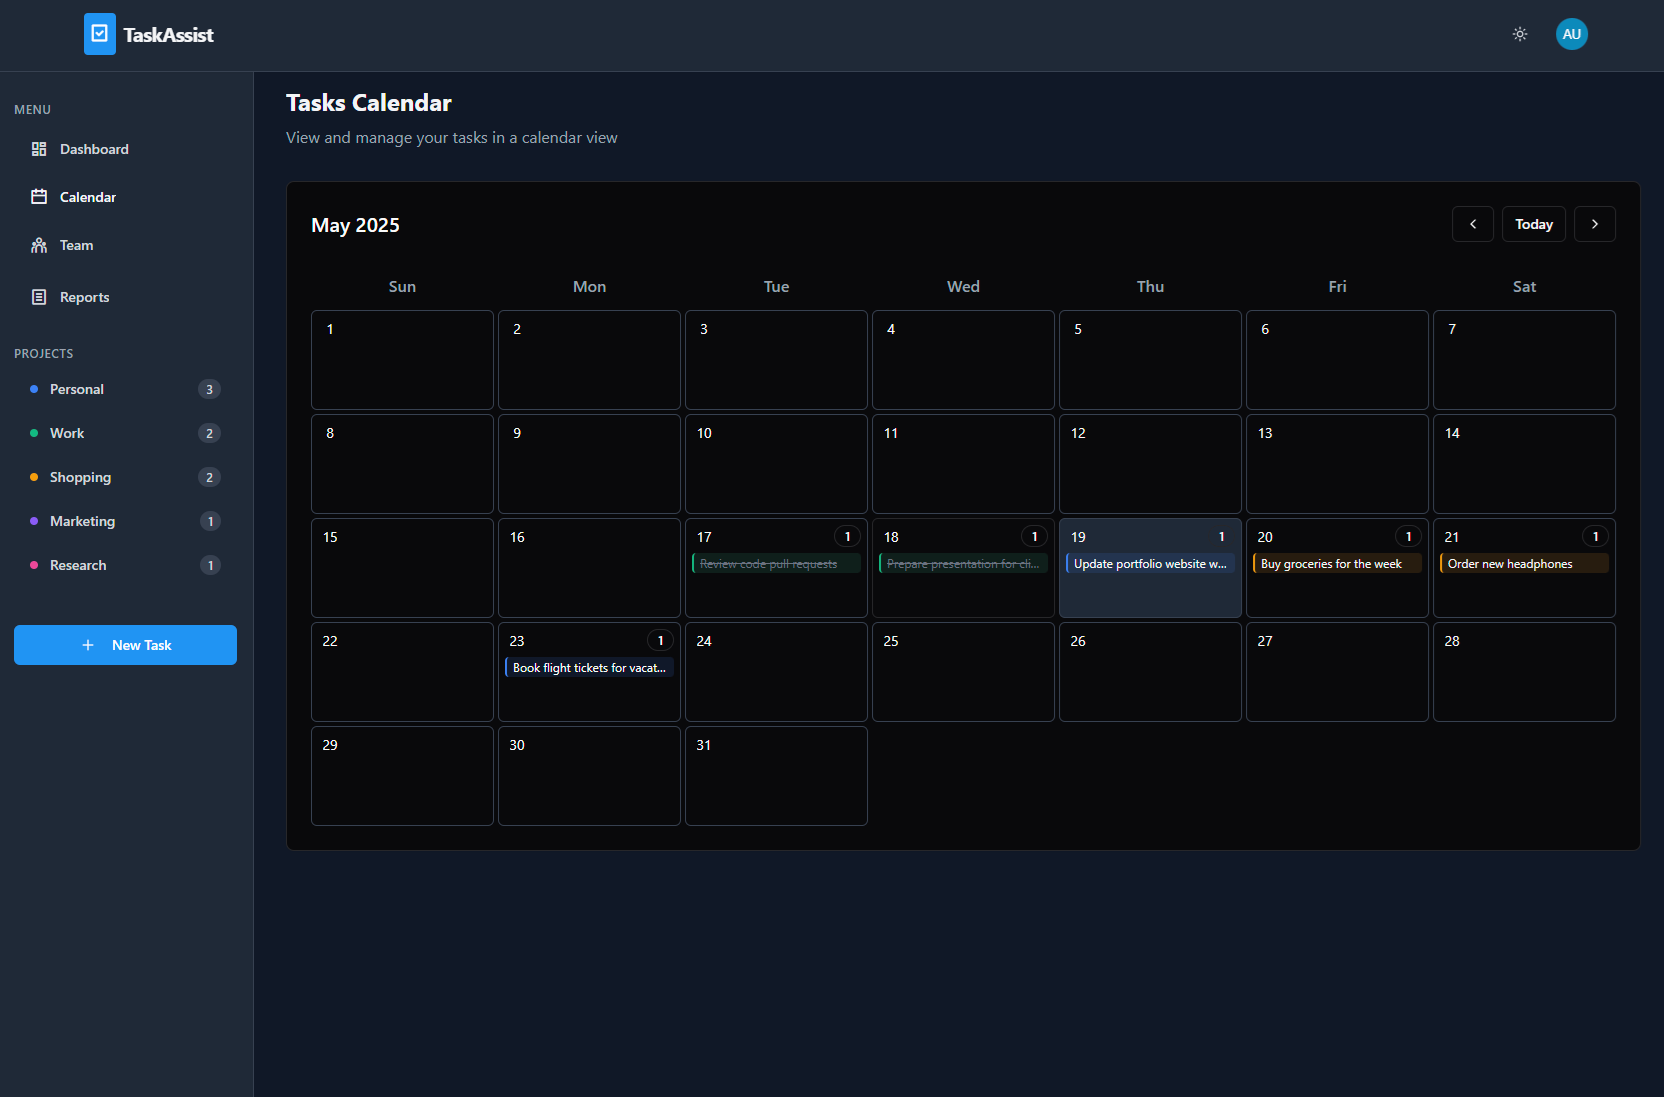 TaskAssist
AU
MENU
Dashboard
Calendar
Team
Reports
PROJECTS
Personal 3
Work 2
Shopping 2
Marketing 1
Research 1
+ New Task
Tasks Calendar
View and manage your tasks in a calendar view
May 2025
< Today >
Sun Mon Tue Wed Thu Fri Sat
1 2 3 4 5 6 7
8 9 10 11 12 13 14
15 16 17 1 18 1 19 1 20 1 21 1
Review code pull requests Prepare presentation for cli... Update portfolio website w... Buy groceries for the week Order new headphones
22 23 1 24 25 26 27 28
Book flight tickets for vacat...
29 30 31